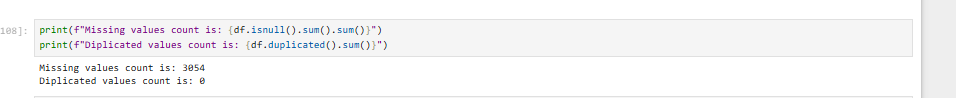 108]:
print(f"Missing values count is: {df.isnull().sum().sum()}")
print(f"Diplicated values count is: {df.duplicated().sum()}")
Missing values count is: 3054
Diplicated values count is: 0